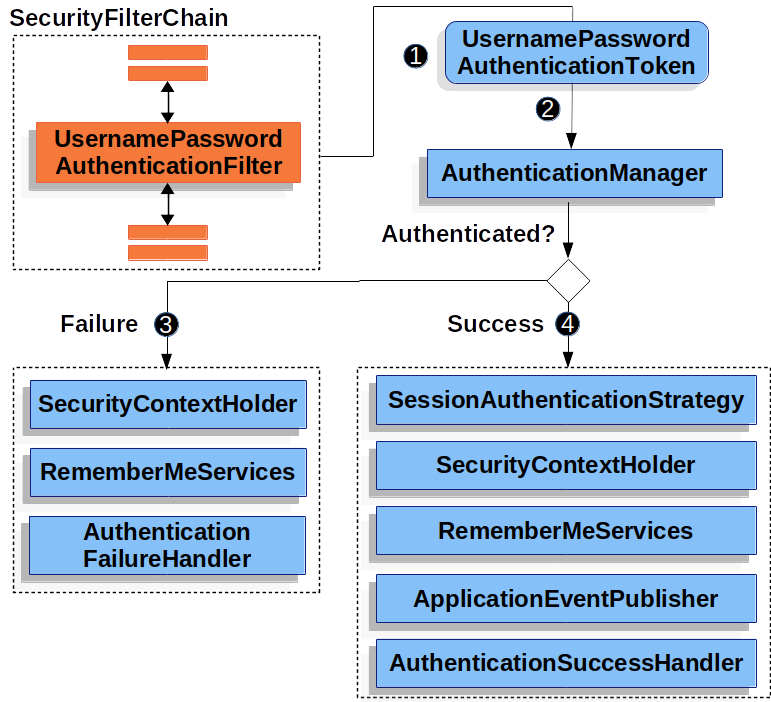 SecurityFilterChain
UsernamePassword
AuthenticationFilter
1
UsernamePassword
AuthenticationToken
2
AuthenticationManager
Authenticated?
Failure 3
Success 4
SecurityContextHolder
RememberMeServices
Authentication
FailureHandler
SessionAuthenticationStrategy
SecurityContextHolder
RememberMeServices
ApplicationEventPublisher
AuthenticationSuccessHandler